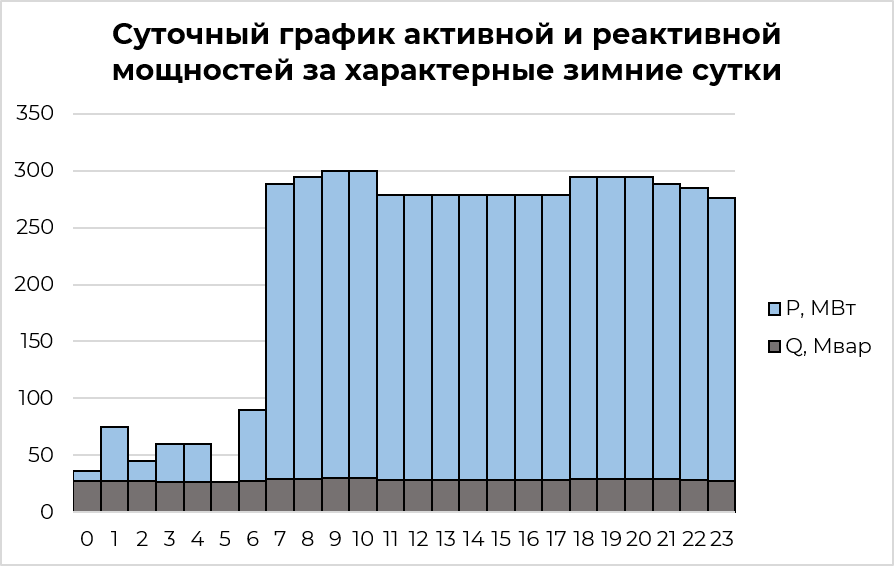 Суточный график активной и реактивной
мощностей за характерные зимние сутки
350
300
250
200
150
100
50
0
0 1 2 3 4 5 6 7 8 9 10 11 12 13 14 15 16 17 18 19 20 21 22 23
P, МВт
Q, Мвар